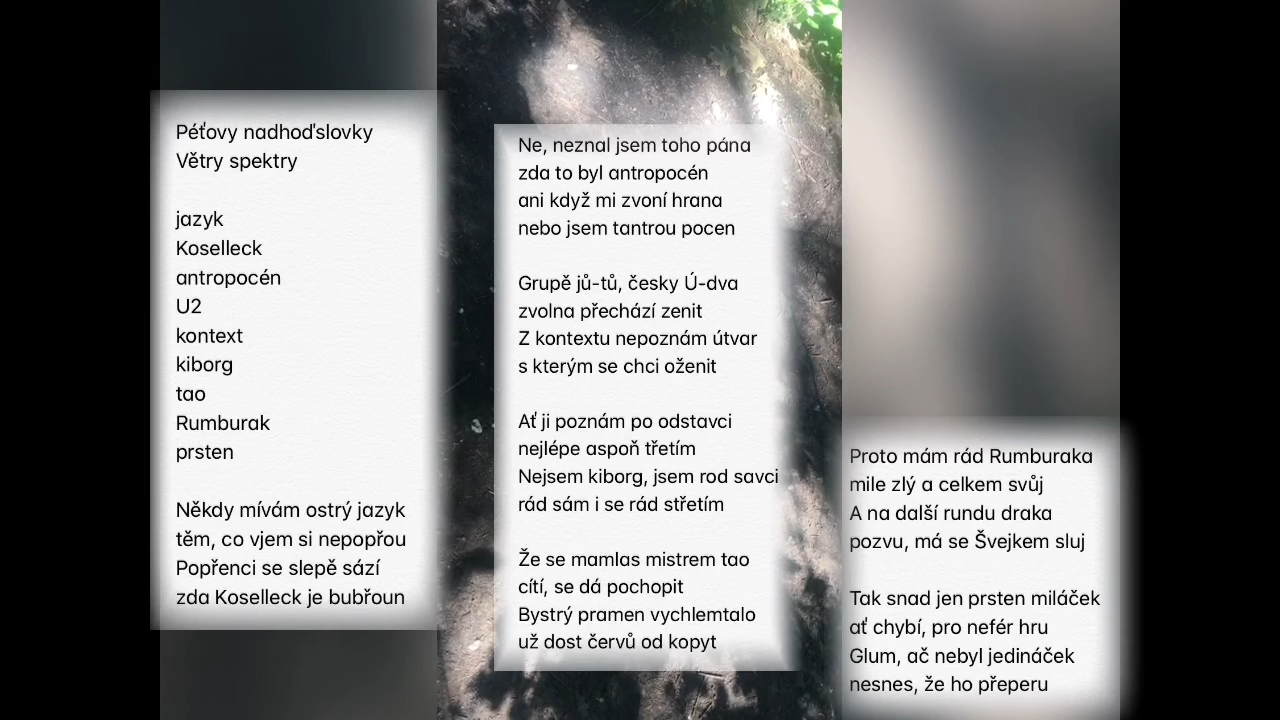 Péťovy nadhoďslovky
Větry spektry
jazyk
Koselleck
antropocén
U2
kontext
kiborg
tao
Rumburak
prsten
Někdy mívám ostrý jazyk
těm, co vjem si nepopřou
Popřenci se slepě sází
zda Koselleck je bubřoun
Ne, neznal jsem toho pána
zda to byl antropocén
ani když mi zvoní hrana
nebo jsem tantrou pocen
Grupě jů-tů, česky Ú-dva
zvolna přechází zenit
Z kontextu nepoznám útvar
s kterým se chci oženit
Ať ji poznám po odstavci
nejlépe aspoň třetím
Nejsem kiborg, jsem rod savci
rád sám i se rád střetím
Že se mamlas mistrem tao
cítí, se dá pochopit
Bystrý pramen vychlemtalo
už dost červů od kopyt
Proto mám rád Rumburaka
mile zlý a celkem svůj
A na další rundu draka
pozvu, má se Švejkem sluj
Tak snad jen prsten miláček
ať chybí, pro nefér hru
Glum, ač nebyl jedináček
nesnes, že ho přeperu